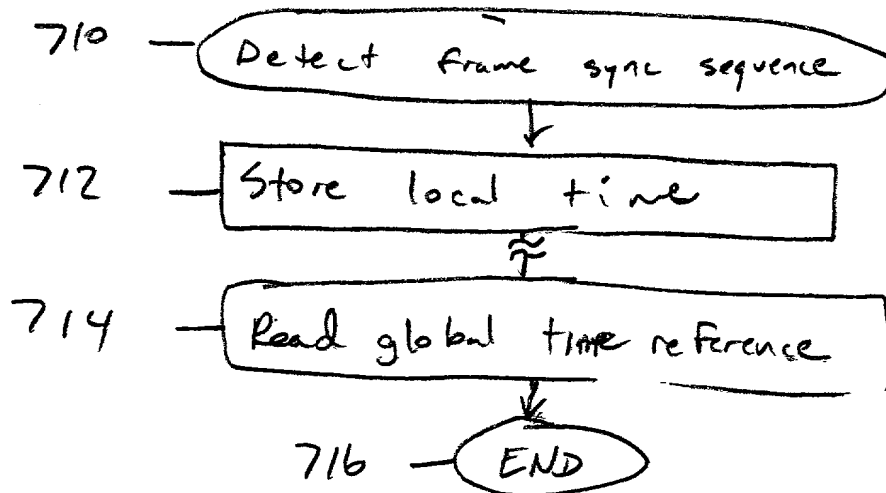 710 Detect frame sync sequence
712 Store local time
714 Read global time reference
716 END